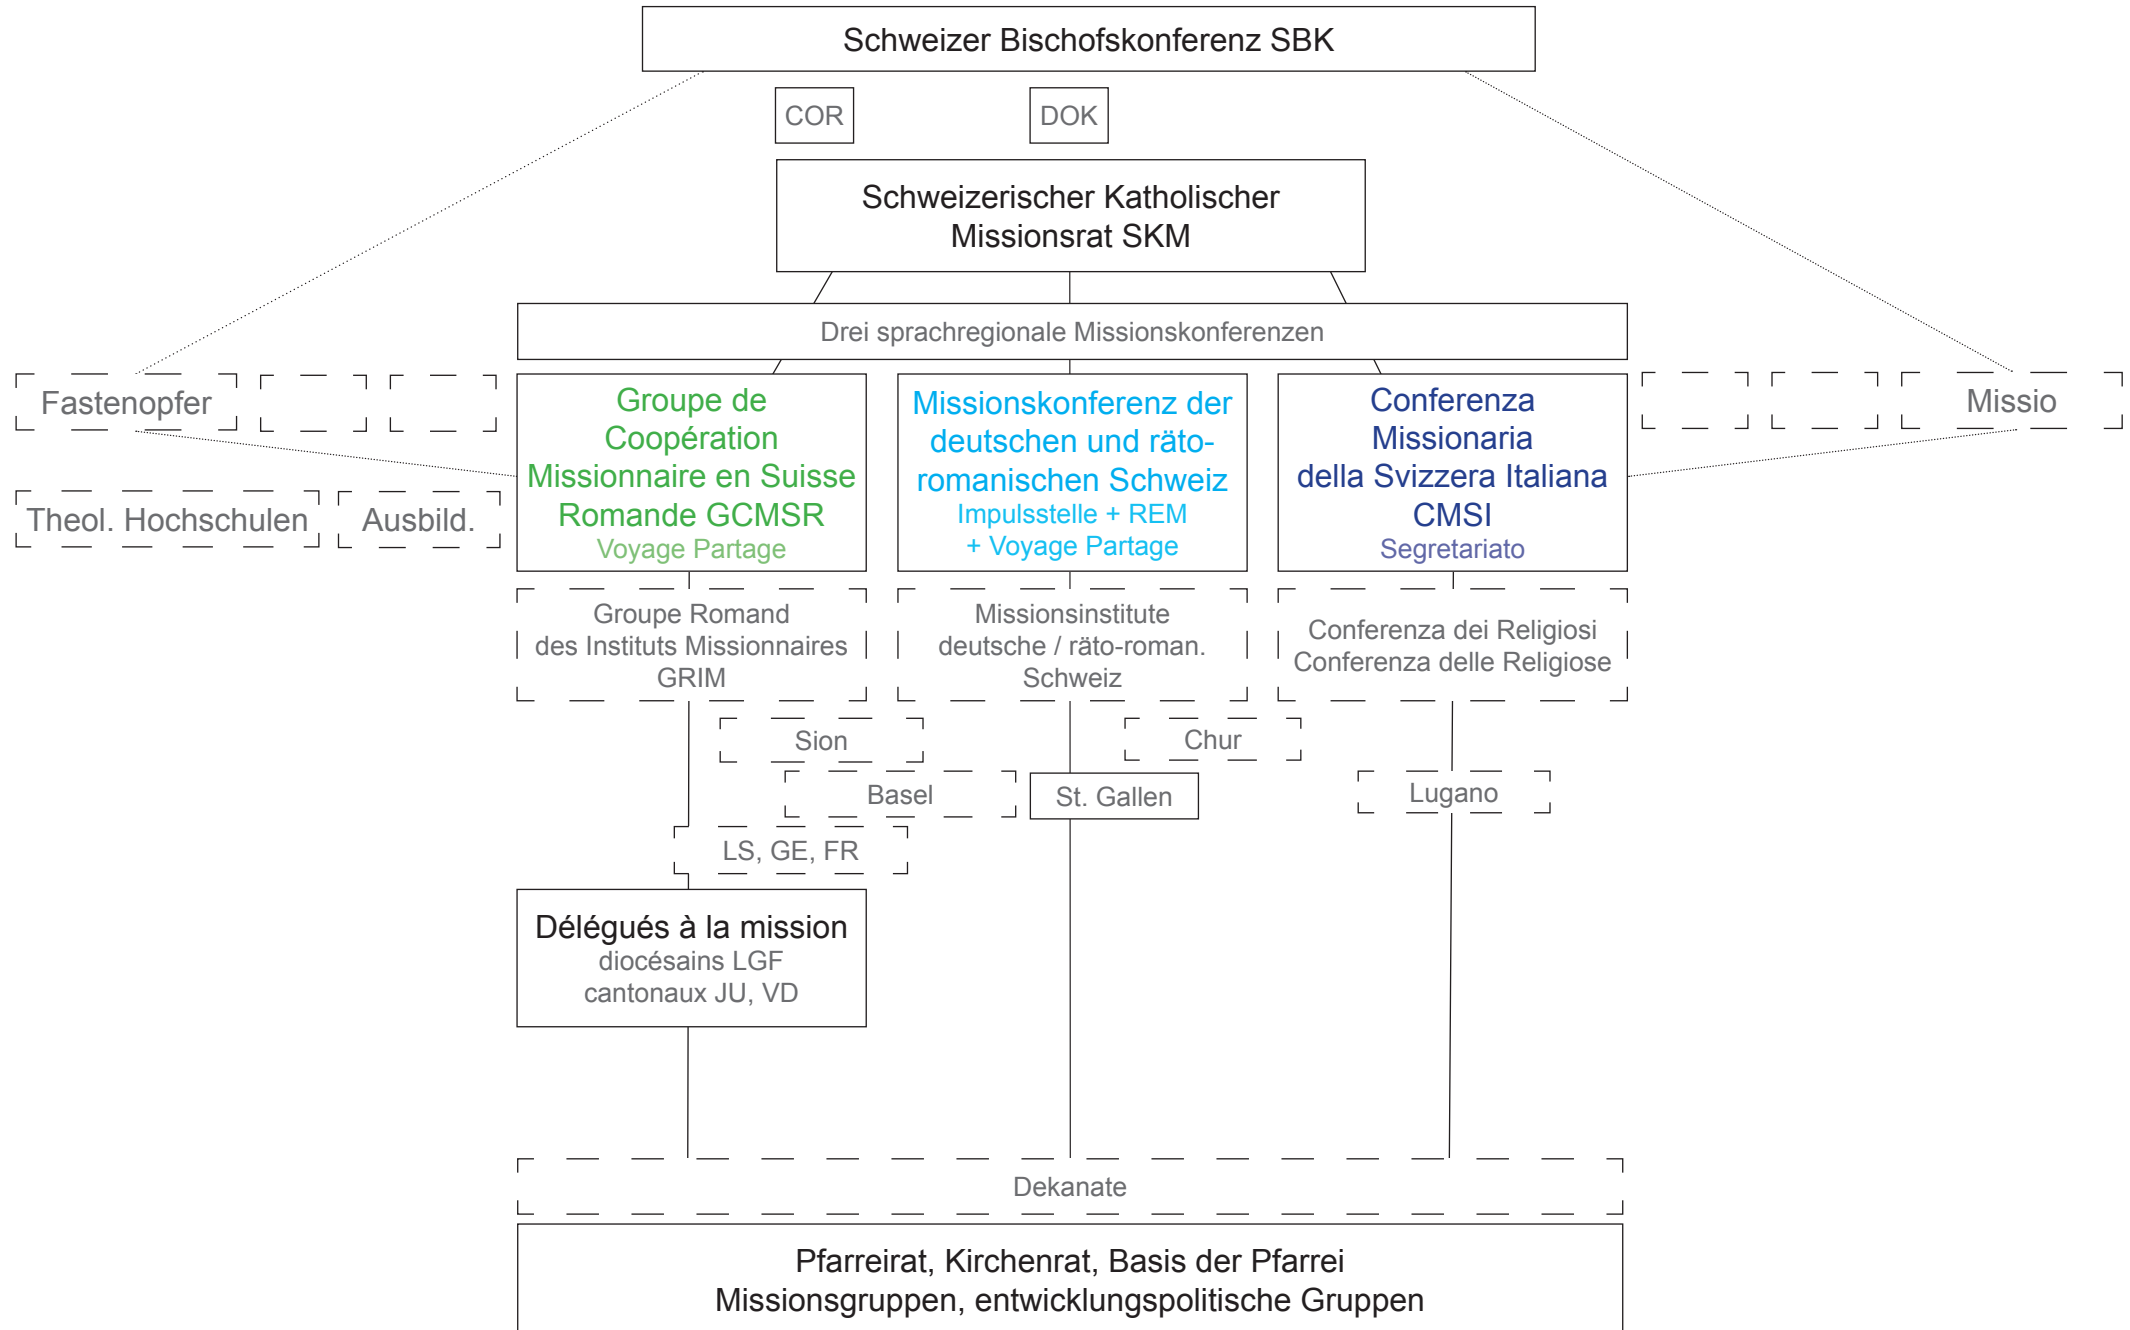 Schweizer Bischofskonferenz SBK
COR
DOK
Schweizerischer Katholischer
Missionsrat SKM
Drei sprachregionale Missionskonferenzen
Fastenopfer
Theol. Hochschulen
Ausbild.
Groupe de
Coopération
Missionnaire en Suisse
Romande GCMSR
Voyage Partage
Missionskonferenz der
deutschen und räto-
romanischen Schweiz
Impulsstelle + REM
+ Voyage Partage
Conferenza
Missionaria
della Svizzera Italiana
CMSI
Segretariato
Missio
Groupe Romand
des Instituts Missionnaires
GRIM
Missionsinstitute
deutsche / räto-roman.
Schweiz
Conferenza dei Religiosi
Conferenza delle Religiose
Sion
Chur
Basel
St. Gallen
Lugano
LS, GE, FR
Délégués à la mission
diocésains LGF
cantonaux JU, VD
Dekanate
Pfarreirat, Kirchenrat, Basis der Pfarrei
Missionsgruppen, entwicklungspolitische Gruppen